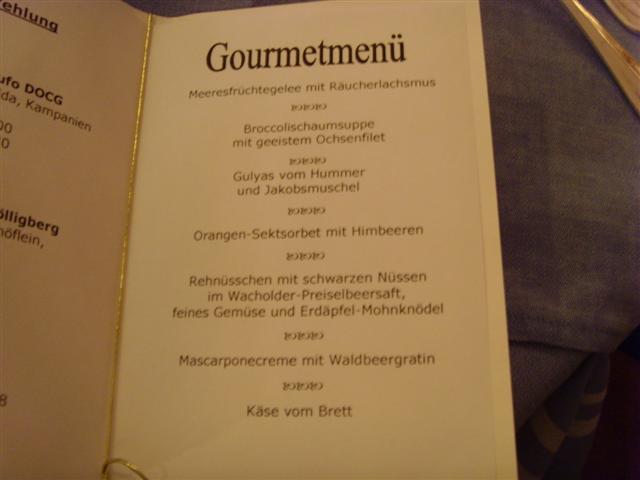 ehlung
ufo DOCG
da, Kampanien
00
0
ölligberg
höflein,
8
Gourmetmenü
Meeresfrüchtegelee mit Räucherlachsmus
Broccolischaumsuppe
mit geeistem Ochsenfilet
Gulyas vom Hummer
und Jakobsmuschel
Orangen-Sektsorbet mit Himbeeren
Rehnüsschen mit schwarzen Nüssen
im Wacholder-Preiselbeersaft,
feines Gemüse und Erdäpfel-Mohnknödel
Mascarponecreme mit Waldbeergratin
Käse vom Brett